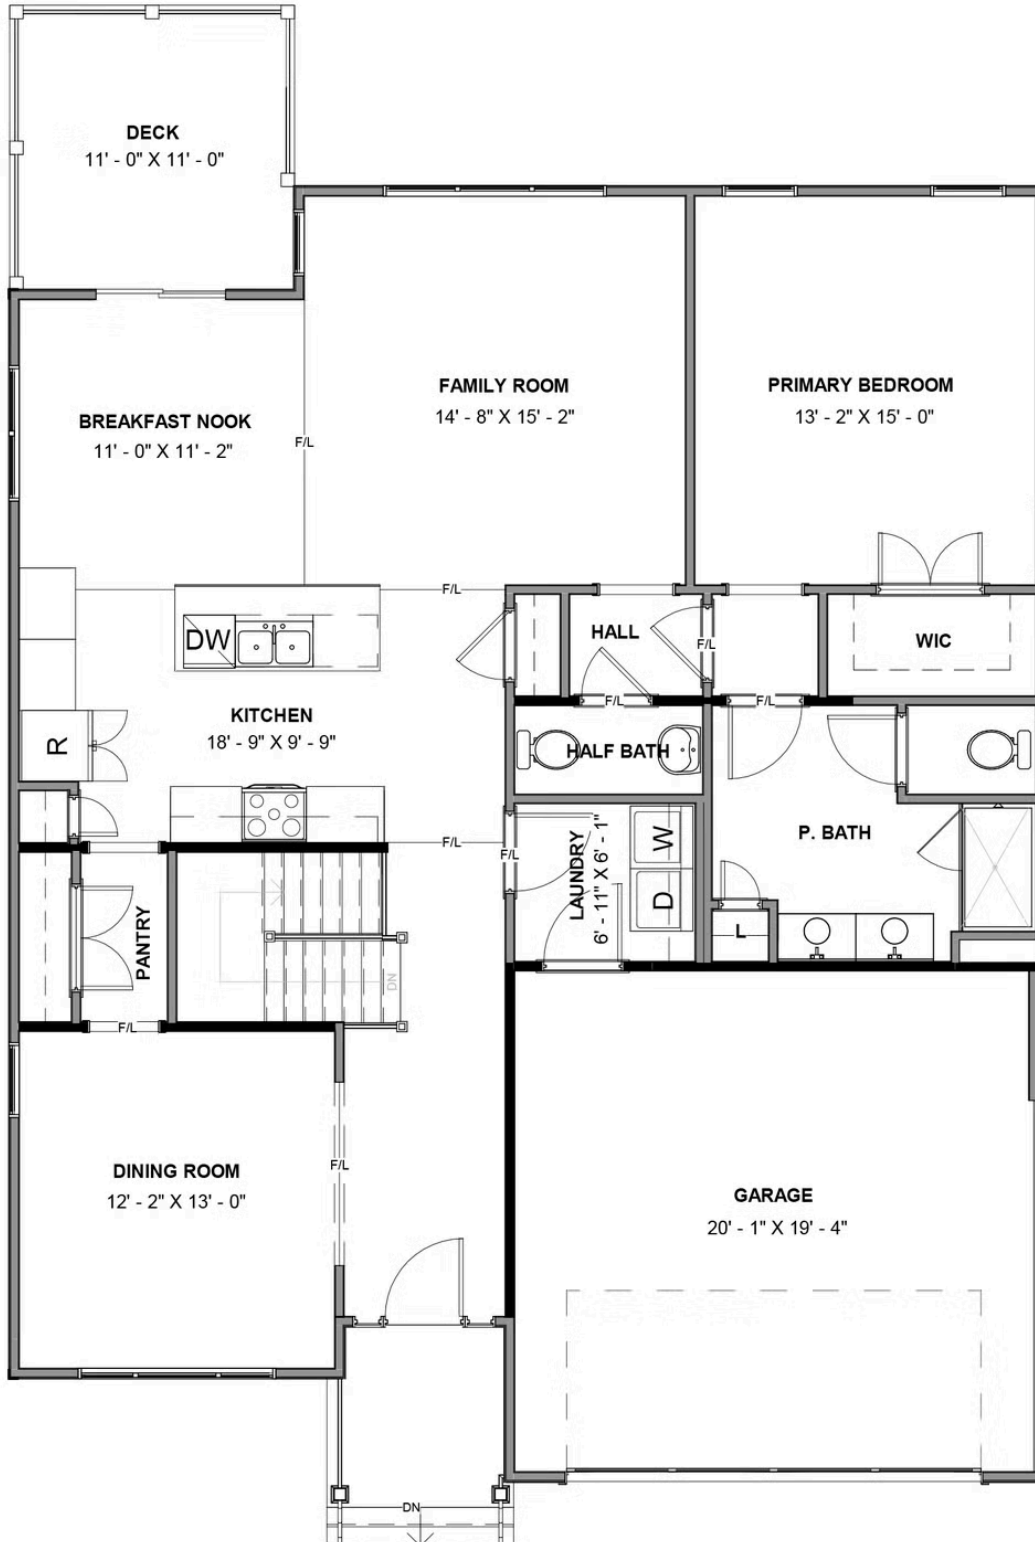 DECK
11' - 0" X 11' - 0"
FAMILY ROOM
14' - 8" X 15' - 2"
PRIMARY BEDROOM
13' - 2" X 15' - 0"
BREAKFAST NOOK
11' - 0" X 11' - 2"
F/L
F/L
HALL
F/L
WIC
DW
F/L
F/L
KITCHEN
18' - 9" X 9' - 9"
R
HALF BATH
P. BATH
F/L
F/L
LAUNDRY
6' - 11" X 6' - 1"
W
D
L
PANTRY
DN
F/L
DINING ROOM
12' - 2" X 13' - 0"
F/L
GARAGE
20' - 1" X 19' - 4"
DN